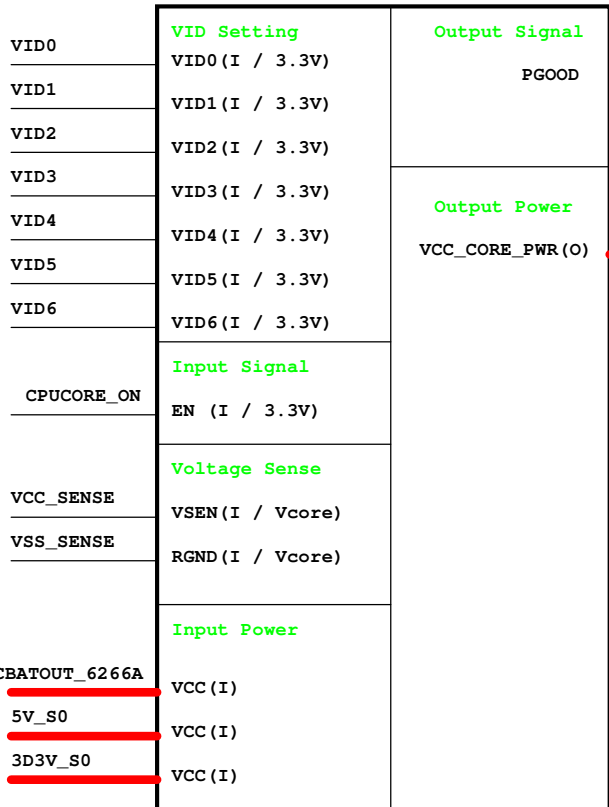 VID0
VID1
VID2
VID3
VID4
VID5
VID6
CPUCORE_ON
VCC_SENSE
VSS_SENSE
CBATOUT_6266A
5V_S0
3D3V_S0
VID Setting
VID0(I / 3.3V)
VID1(I / 3.3V)
VID2(I / 3.3V)
VID3(I / 3.3V)
VID4(I / 3.3V)
VID5(I / 3.3V)
VID6(I / 3.3V)
Input Signal
EN (I / 3.3V)
Voltage Sense
VSEN(I / Vcore)
RGND(I / Vcore)
Input Power
VCC(I)
VCC(I)
VCC(I)
Output Signal
PGOOD
Output Power
VCC_CORE_PWR(O)